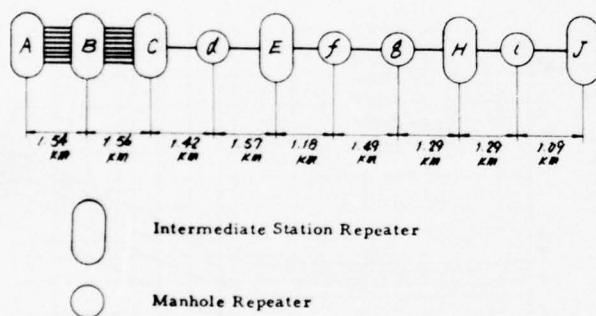 A B C d E f g H i J
1.54 km 1.56 km 1.42 km 1.57 km 1.18 km 1.49 km 1.29 km 1.29 km 1.09 km
Intermediate Station Repeater
Manhole Repeater